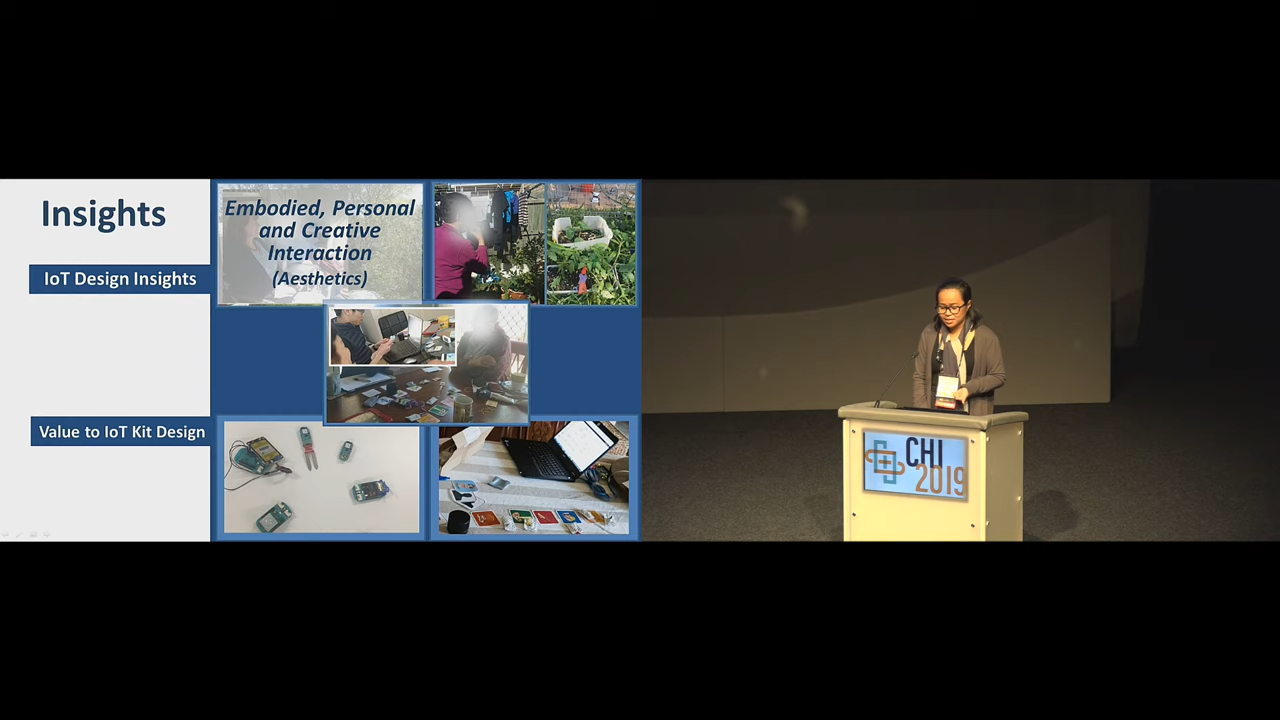 Insights
IoT Design Insights
Value to IoT Kit Design
Embodied, Personal
and Creative
Interaction
(Aesthetics)
CHI
2019